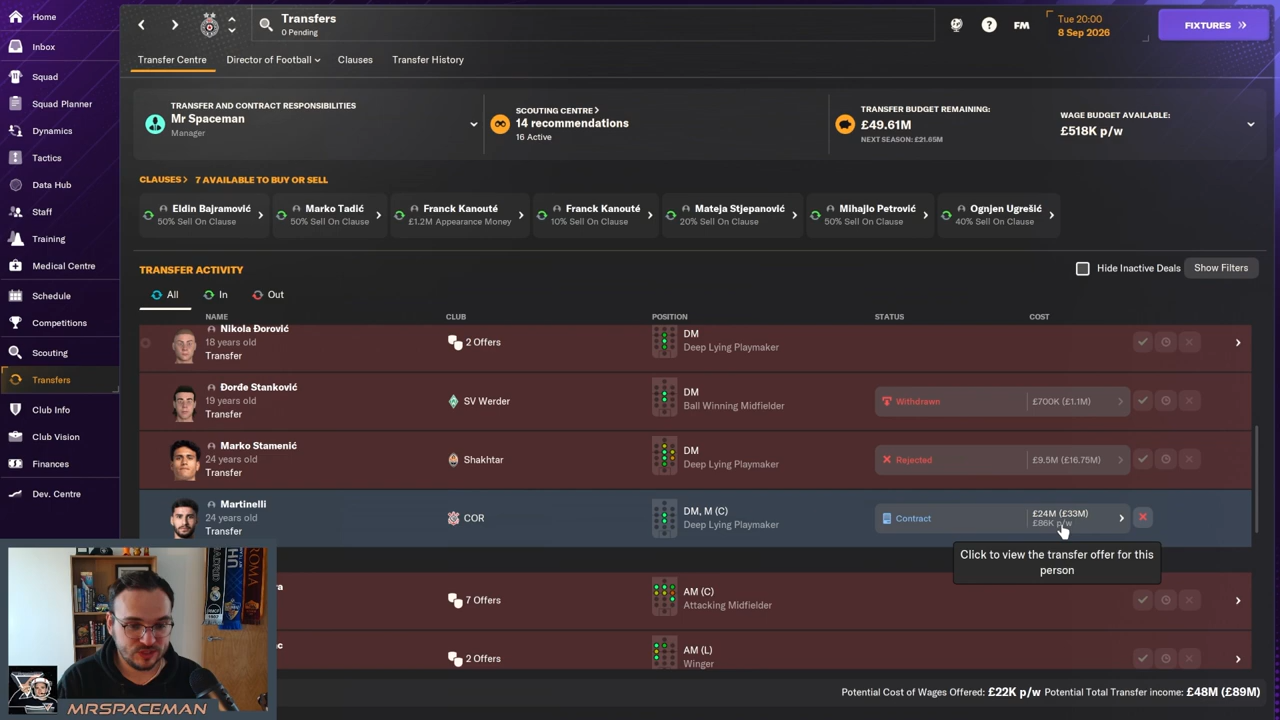 Home
Inbox
Squad
Squad Planner
Dynamics
Tactics
Data Hub
Staff
Training
Medical Centre
Schedule
Competitions
Scouting
Transfers
Club Info
Club Vision
Finances
Dev. Centre
Transfers
0 Pending
FM
Tue 20:00
8 Sep 2026
FIXTURES
Transfer Centre
Director of Football
Clauses
Transfer History
TRANSFER AND CONTRACT RESPONSIBILITIES
Mr Spaceman
Manager
SCOUTING CENTRE
14 recommendations
16 Active
TRANSFER BUDGET REMAINING:
£49.61M
NEXT SEASON: £21.65M
WAGE BUDGET AVAILABLE:
£518K p/w
CLAUSES 7 AVAILABLE TO BUY OR SELL
Eldin Bajramović
50% Sell On Clause
Marko Tadić
50% Sell On Clause
Franck Kanouté
£1.2M Appearance Money
Franck Kanouté
10% Sell On Clause
Mateja Stjepanović
20% Sell On Clause
Mihajlo Petrović
50% Sell On Clause
Ognjen Ugrešić
40% Sell On Clause
TRANSFER ACTIVITY
Hide Inactive Deals
Show Filters
All
In
Out
NAME CLUB POSITION STATUS COST
Nikola Đorović
18 years old
Transfer
2 Offers
DM
Deep Lying Playmaker
Đorđe Stanković
19 years old
Transfer
SV Werder
DM
Ball Winning Midfielder
Withdrawn
£700K (£1.1M)
Marko Stamenić
24 years old
Transfer
Shakhtar
DM
Deep Lying Playmaker
Rejected
£9.5M (£16.75M)
Martinelli
24 years old
Transfer
COR
DM, M (C)
Deep Lying Playmaker
Contract
£24M (£33M)
£86K p/w
Click to view the transfer offer for this
person
7 Offers
AM (C)
Attacking Midfielder
2 Offers
AM (L)
Winger
Potential Cost of Wages Offered: £22K p/w Potential Total Transfer income: £48M (£89M)
ROMA
MRSPACEMAN